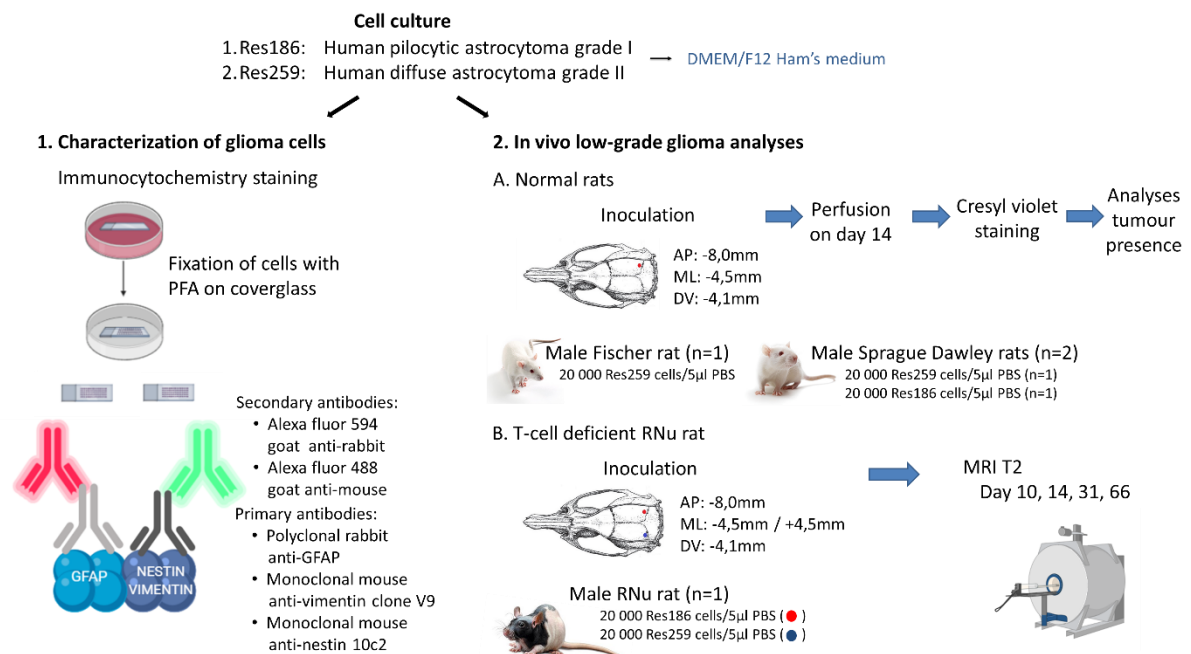 Cell culture
1. Res186: Human pilocytic astrocytoma grade I
2. Res259: Human diffuse astrocytoma grade II
DMEM/F12 Ham's medium
1. Characterization of glioma cells
Immunocytochemistry staining
Fixation of cells with
PFA on coverglass
Secondary antibodies:
• Alexa fluor 594
goat anti-rabbit
• Alexa fluor 488
goat anti-mouse
Primary antibodies:
• Polyclonal rabbit
anti-GFAP
• Monoclonal mouse
anti-vimentin clone V9
• Monoclonal mouse
anti-nestin 10c2
GFAP
NESTIN
VIMENTIN
2. In vivo low-grade glioma analyses
A. Normal rats
Inoculation
AP: -8,0mm
ML: -4,5mm
DV: -4,1mm
Perfusion
on day 14
Cresyl violet
staining
Analyses
tumour
presence
Male Fischer rat (n=1)
20 000 Res259 cells/5µl PBS
Male Sprague Dawley rats (n=2)
20 000 Res259 cells/5µl PBS (n=1)
20 000 Res186 cells/5µl PBS (n=1)
B. T-cell deficient RNu rat
Inoculation
AP: -8,0mm
ML: -4,5mm / +4,5mm
DV: -4,1mm
MRI T2
Day 10, 14, 31, 66
Male RNu rat (n=1)
20 000 Res186 cells/5µl PBS ( )
20 000 Res259 cells/5µl PBS ( )